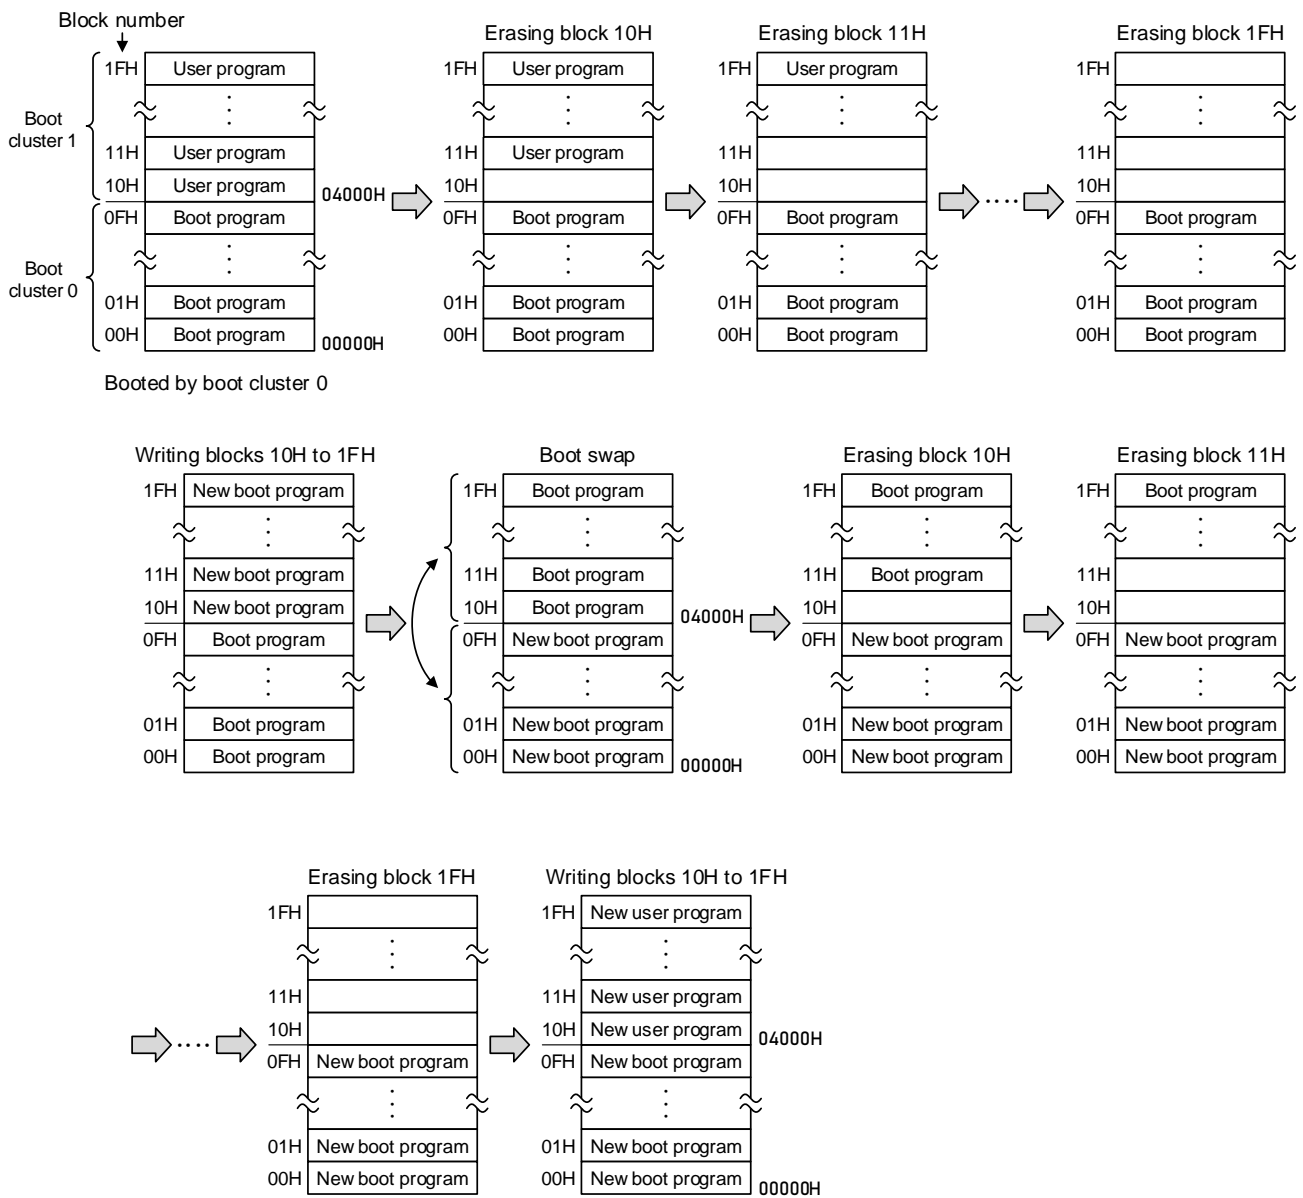 Block number
Erasing block 10H
Erasing block 11H
Erasing block 1FH
1FH User program
1FH User program
1FH User program
1FH
Boot
cluster 1
11H User program
11H User program
11H
11H
10H User program
10H
10H
10H
04000H
0FH Boot program
0FH Boot program
0FH Boot program
0FH Boot program
Boot
cluster 0
01H Boot program
01H Boot program
01H Boot program
01H Boot program
00H Boot program
00H Boot program
00H Boot program
00H Boot program
00000H
Booted by boot cluster 0
Writing blocks 10H to 1FH
Boot swap
Erasing block 10H
Erasing block 11H
1FH New boot program
1FH Boot program
1FH Boot program
1FH Boot program
11H New boot program
11H Boot program
11H Boot program
11H
10H New boot program
10H Boot program
04000H
10H
10H
0FH Boot program
0FH New boot program
0FH New boot program
0FH New boot program
01H Boot program
01H New boot program
01H New boot program
01H New boot program
00H Boot program
00H New boot program
00000H
00H New boot program
00H New boot program
Erasing block 1FH
Writing blocks 10H to 1FH
1FH
1FH New user program
11H
11H New user program
10H
10H New user program
04000H
0FH New boot program
0FH New boot program
01H New boot program
01H New boot program
00H New boot program
00H New boot program
00000H